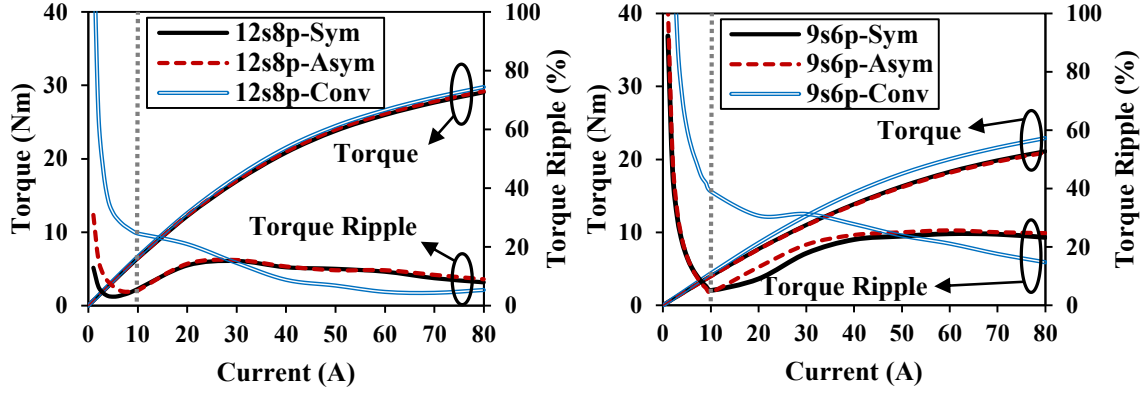 40
30
20
10
0
Torque (Nm)
100
80
60
40
20
0
Torque Ripple (%)
12s8p-Sym
12s8p-Asym
12s8p-Conv
Torque
Torque Ripple
0 10 20 30 40 50 60 70 80
Current (A)
40
30
20
10
0
Torque (Nm)
100
80
60
40
20
0
Torque Ripple (%)
9s6p-Sym
9s6p-Asym
9s6p-Conv
Torque
Torque Ripple
0 10 20 30 40 50 60 70 80
Current (A)